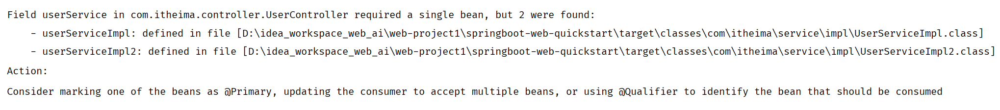 Field userService in com.itheima.controller.UserController required a single bean, but 2 were found:
- userServiceImpl: defined in file [D:\idea_workspace_web_ai\web-project1\springboot-web-quickstart\target\classes\com\itheima\service\impl\UserServiceImpl.class]
- userServiceImpl2: defined in file [D:\idea_workspace_web_ai\web-project1\springboot-web-quickstart\target\classes\com\itheima\service\impl\UserServiceImpl2.class]
Action:
Consider marking one of the beans as @Primary, updating the consumer to accept multiple beans, or using @Qualifier to identify the bean that should be consumed